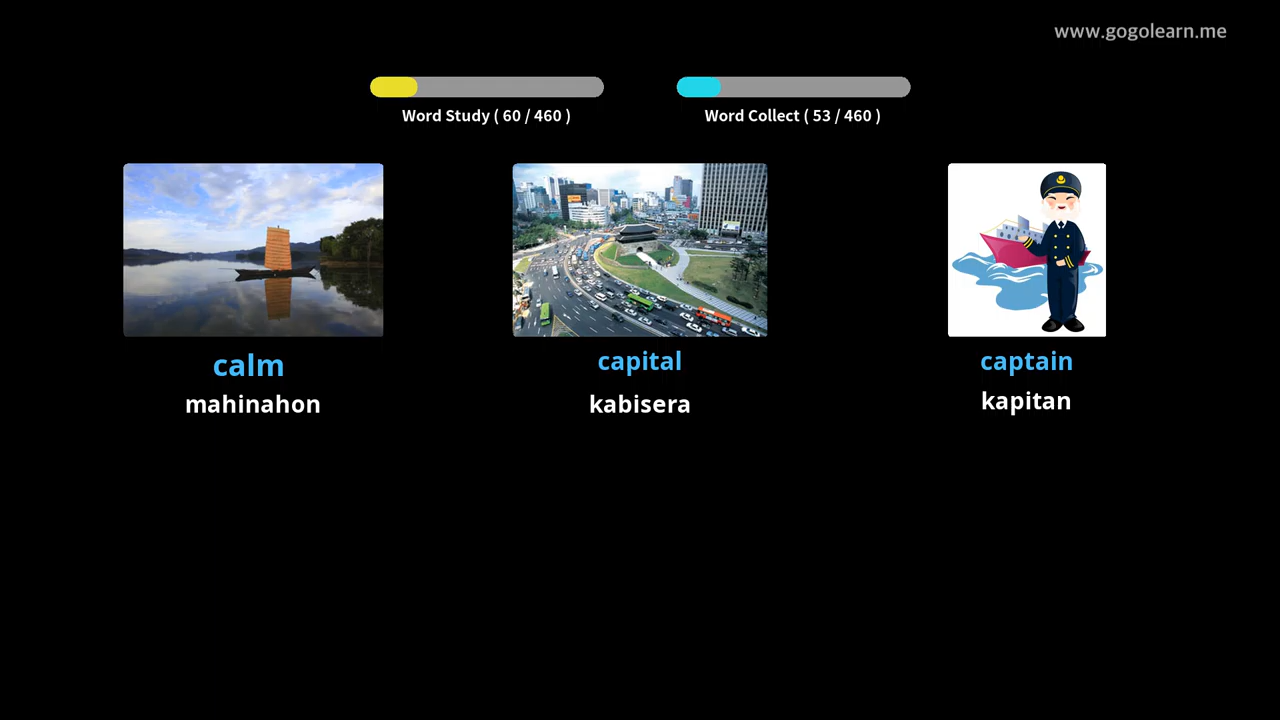 www.gogolearn.me
Word Study ( 60 / 460 )
Word Collect ( 53 / 460 )
calm
mahinahon
capital
kabisera
captain
kapitan